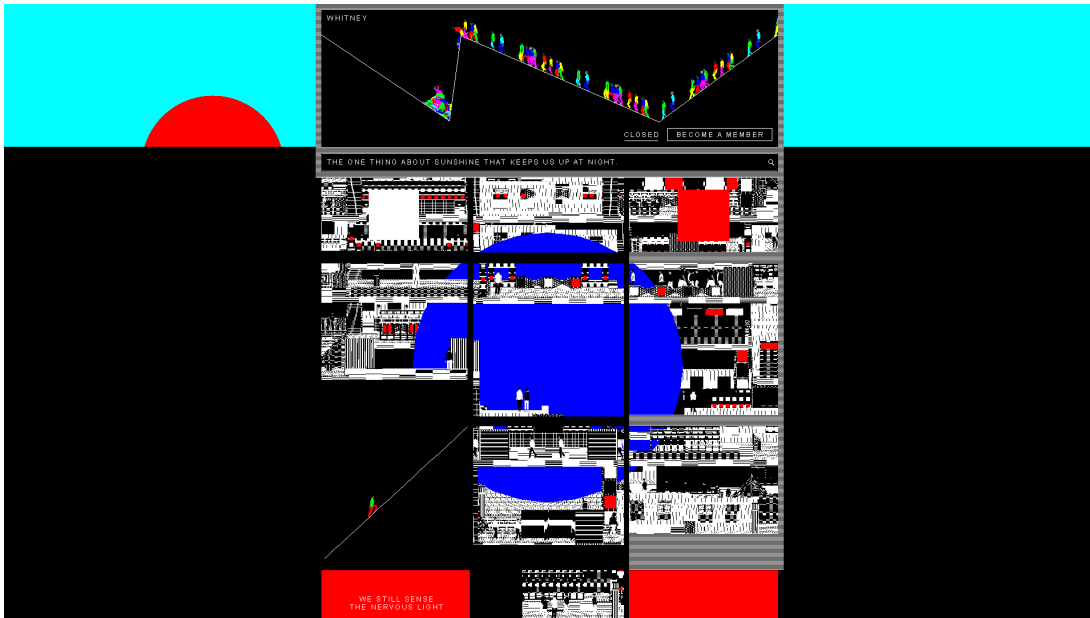 WHITNEY
CLOSED
BECOME A MEMBER
THE ONE THING ABOUT SUNSHINE THAT KEEPS US UP AT NIGHT.
WE STILL SENSE
THE NERVOUS LIGHT